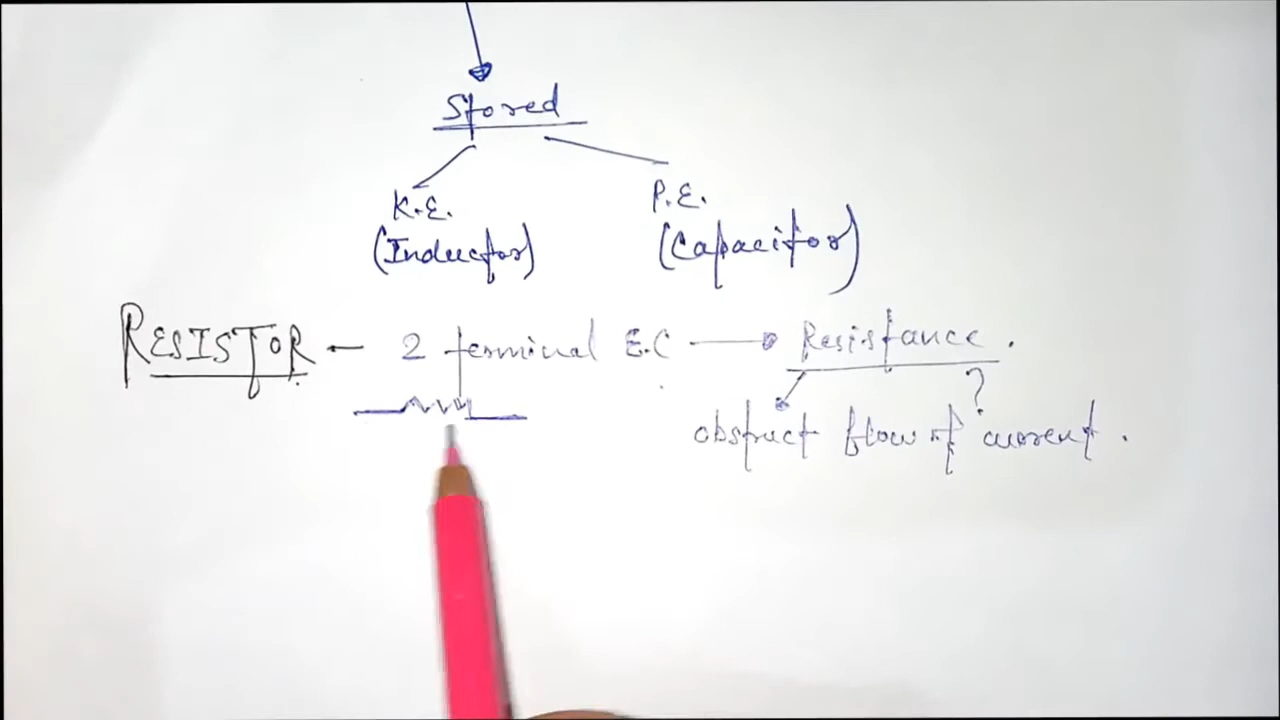 Stored
K.E. P.E.
(Inductor) (Capacitor)
RESISTOR - 2 terminal E.C → Resistance .
?
obstruct flow of current .